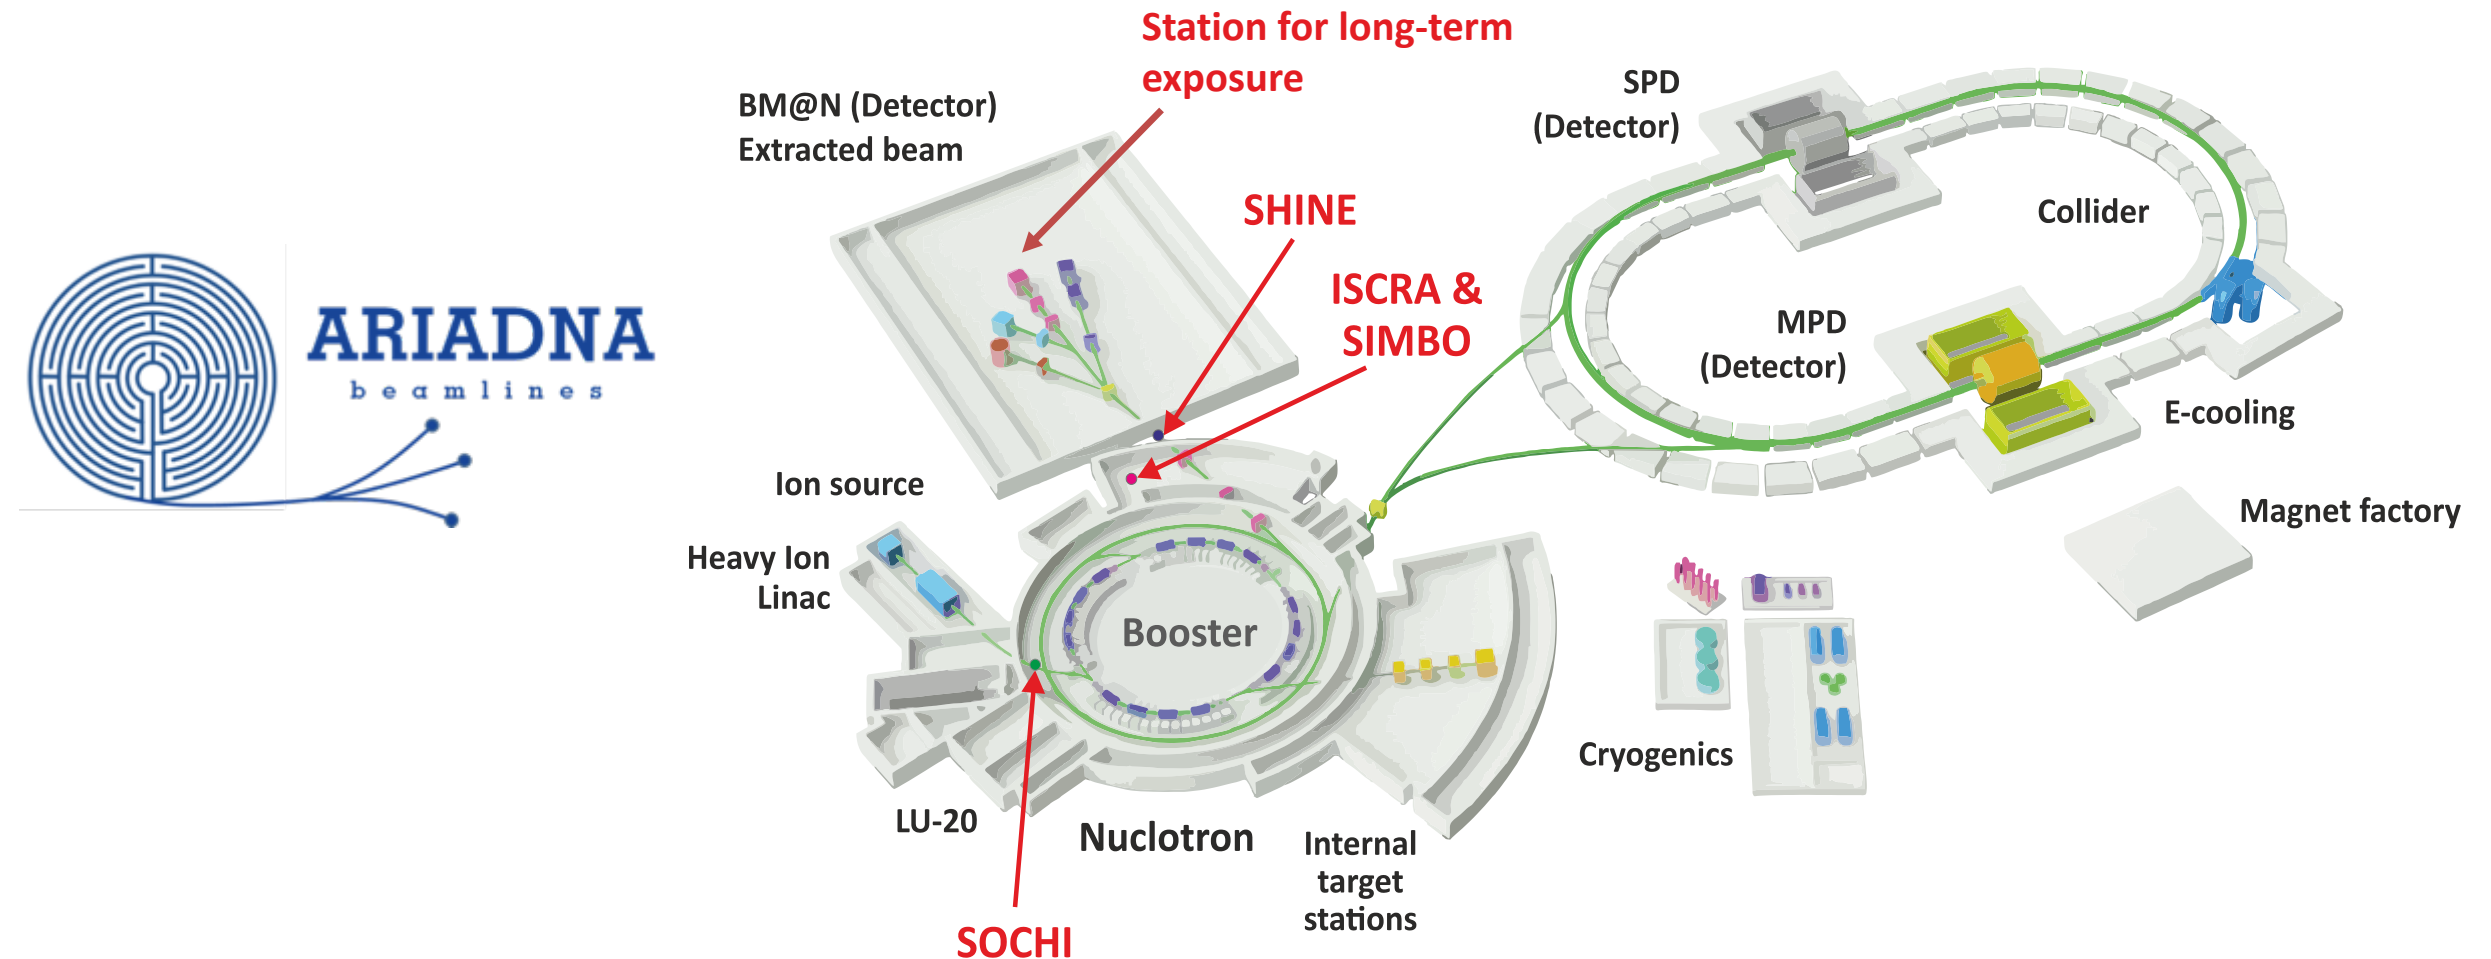 ARIADNA
beamlines
Station for long-term
exposure
BM@N (Detector)
Extracted beam
SHINE
ISCRA &
SIMBO
SPD
(Detector)
Collider
MPD
(Detector)
E-cooling
Magnet factory
Ion source
Heavy Ion
Linac
Booster
LU-20
Nuclotron
Internal
target
stations
Cryogenics
SOCHI